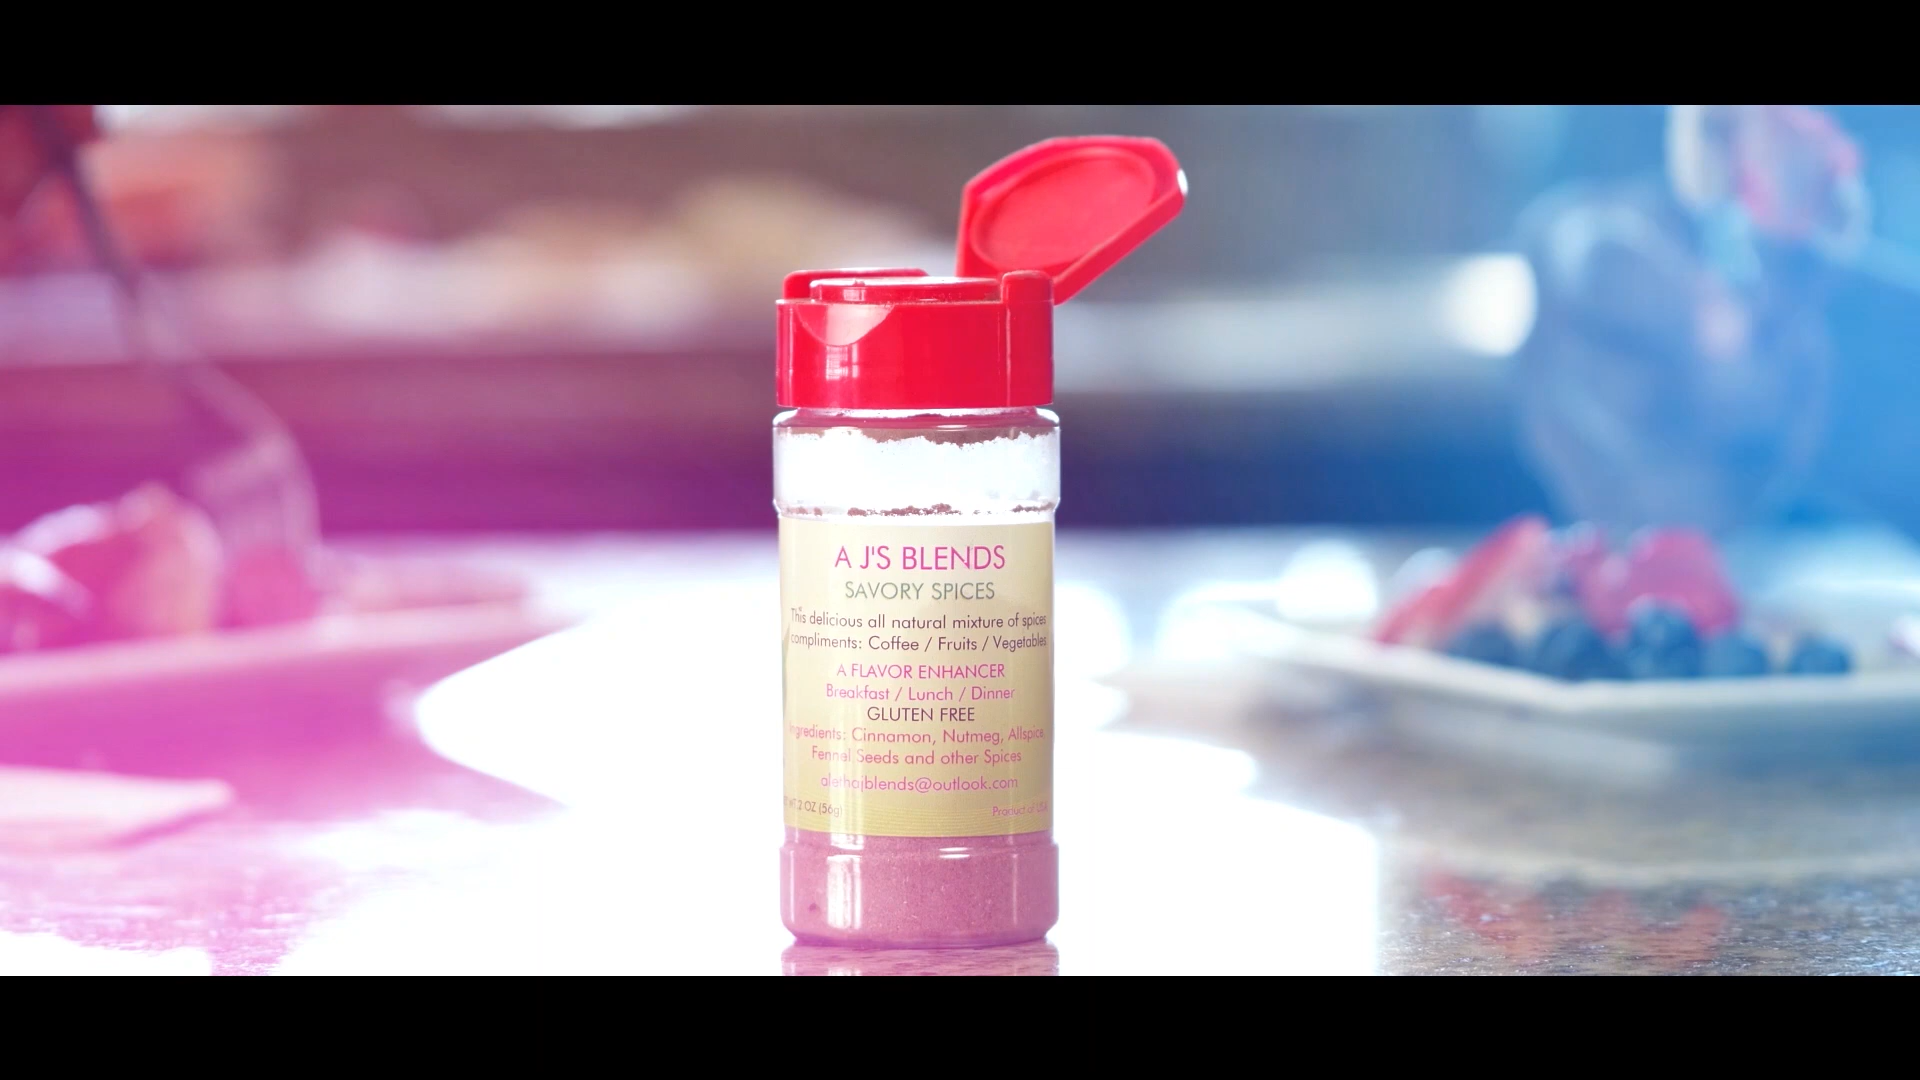 A J'S BLENDS
SAVORY SPICES
This delicious all natural mixture of spices
compliments: Coffee / Fruits / Vegetables
A FLAVOR ENHANCER
Breakfast / Lunch / Dinner
GLUTEN FREE
Ingredients: Cinnamon, Nutmeg, Allspice,
Fennel Seeds and other Spices
alethajblends@outlook.com
WT 2 OZ (56g) Product of USA